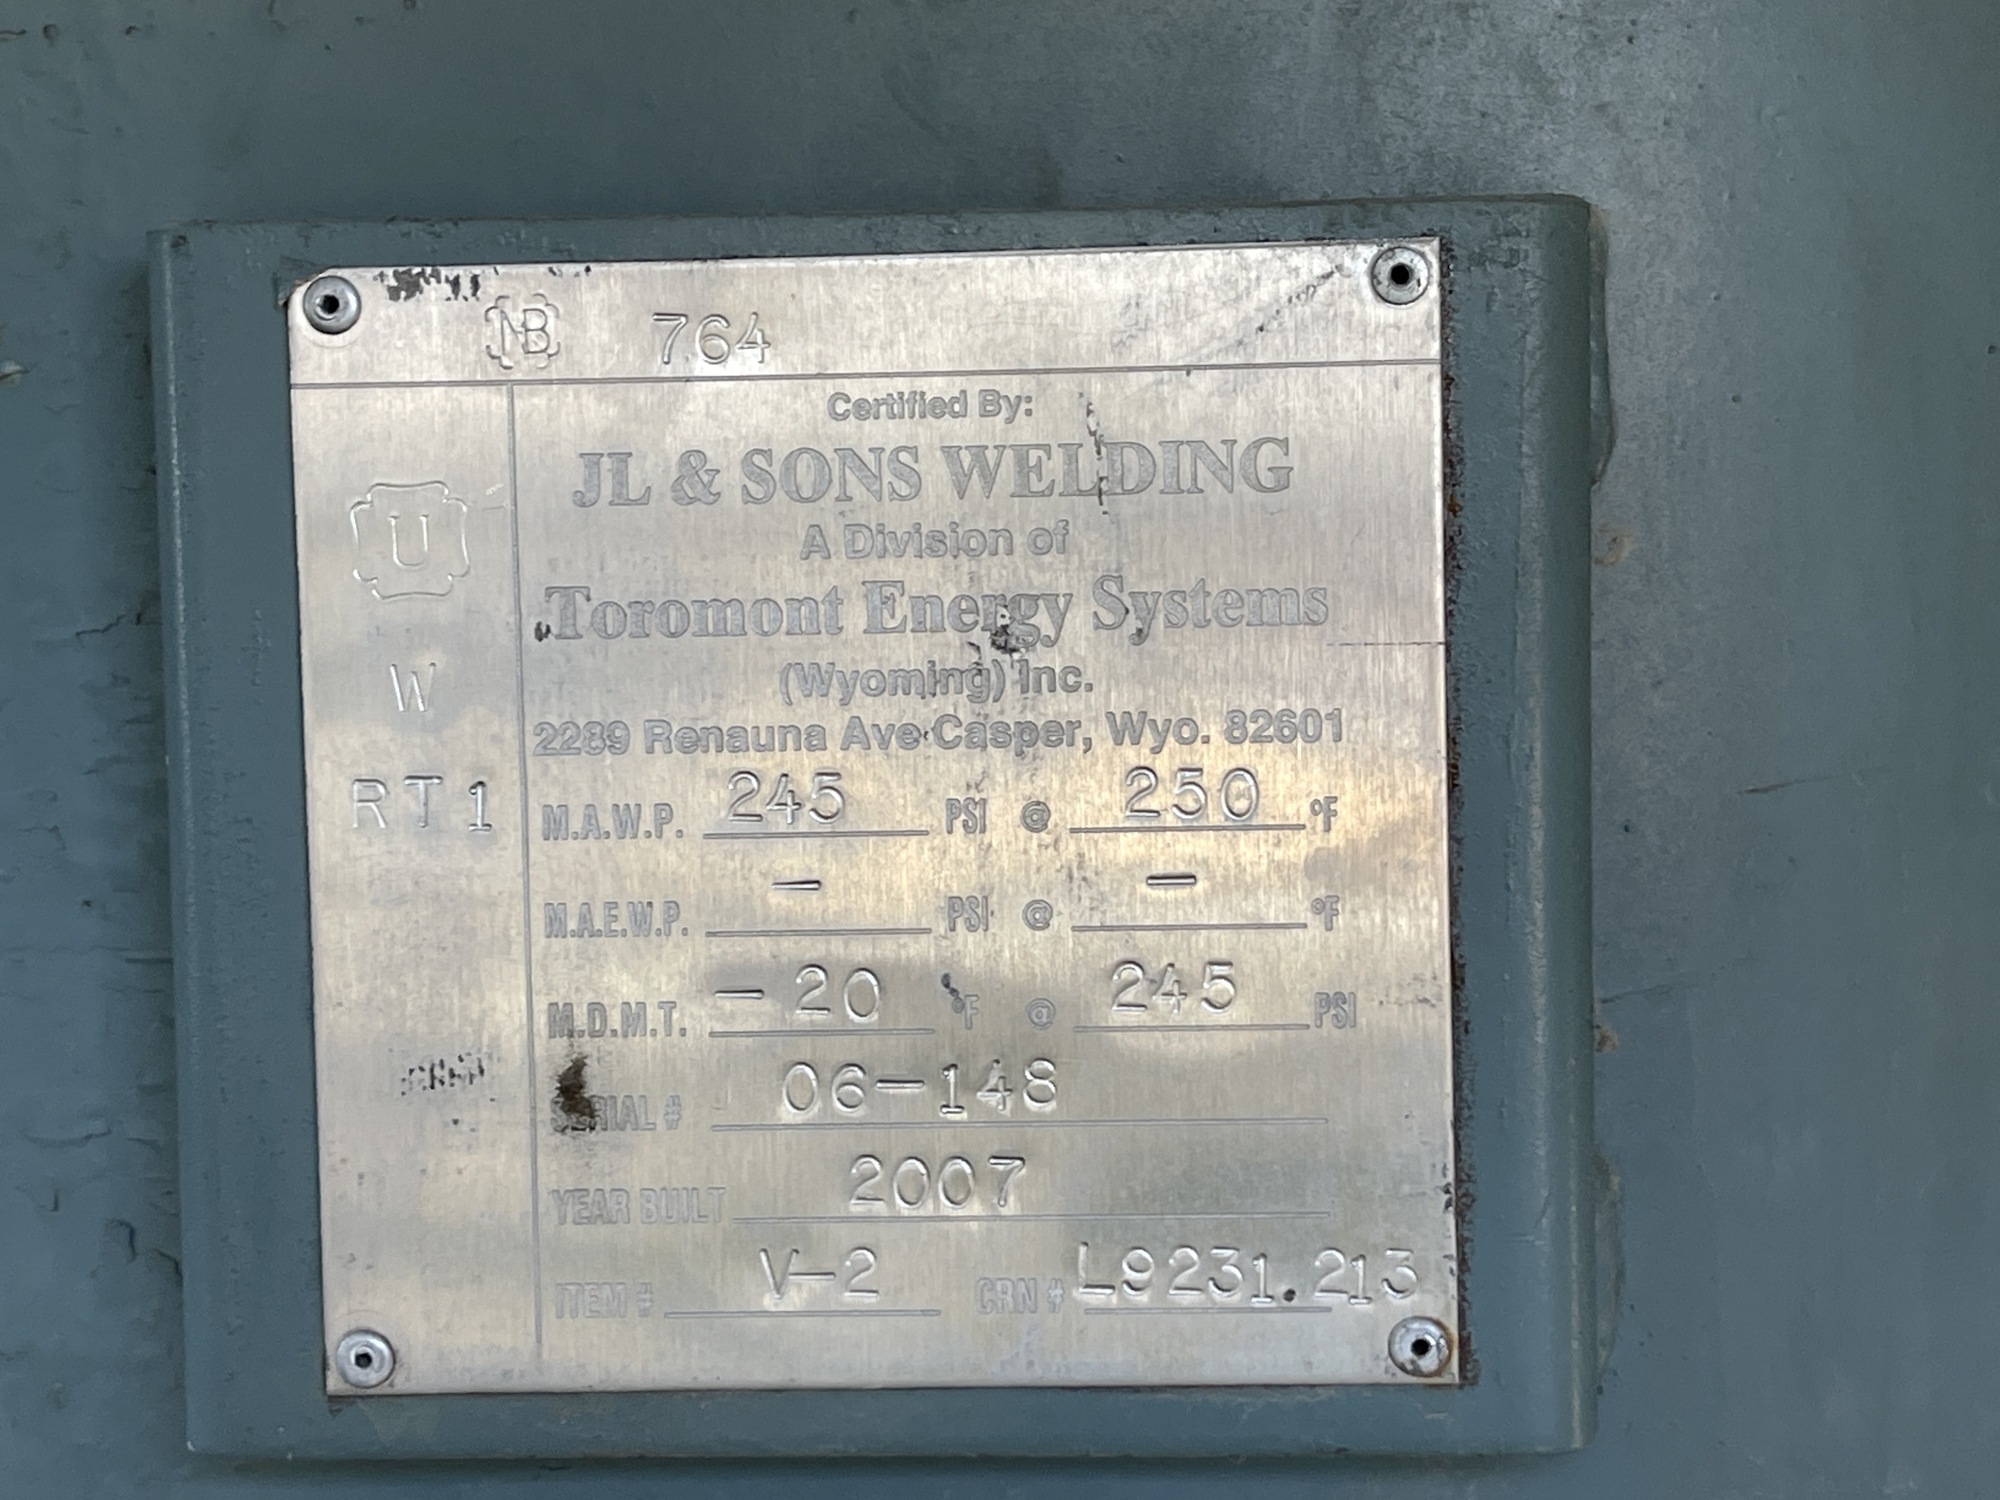 NB 764
Certified By:
JL & SONS WELDING
A Division of
Toromont Energy Systems
(Wyoming) Inc.
2289 Renauna Ave Casper, Wyo. 82601
U
W
RT1
M.A.W.P. 245 PSI @ 250 °F
M.A.E.W.P. - PSI @ - °F
M.D.M.T. -20 °F @ 245 PSI
SERIAL # 06-148
YEAR BUILT 2007
ITEM # V-2 CRN # L9231.213